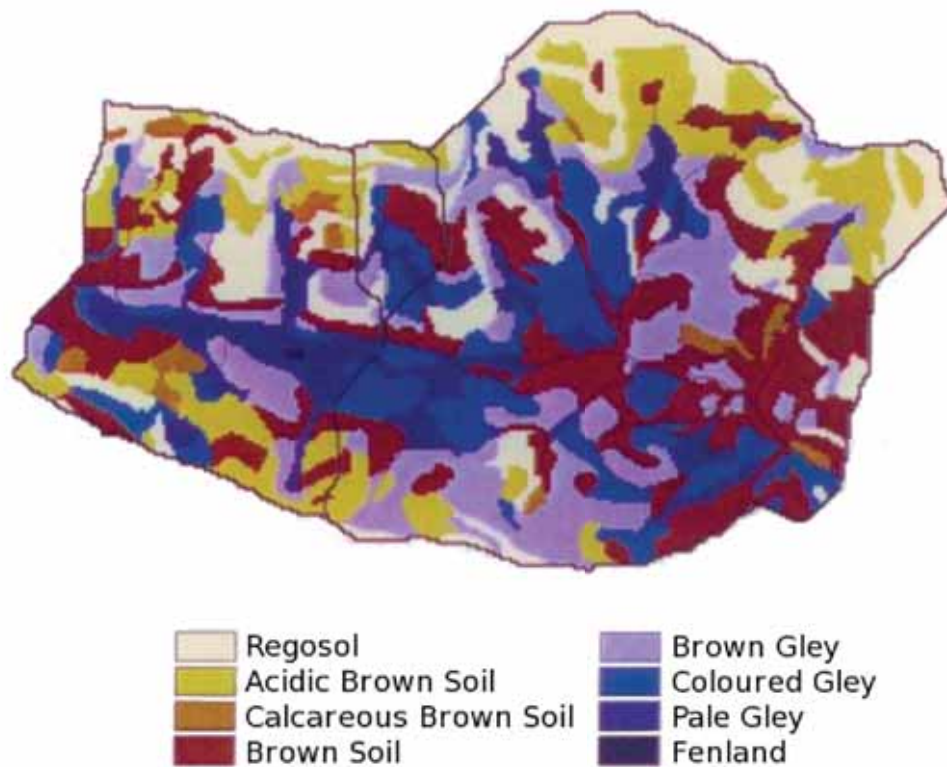 Regosol
Acidic Brown Soil
Calcareous Brown Soil
Brown Soil
Brown Gley
Coloured Gley
Pale Gley
Fenland